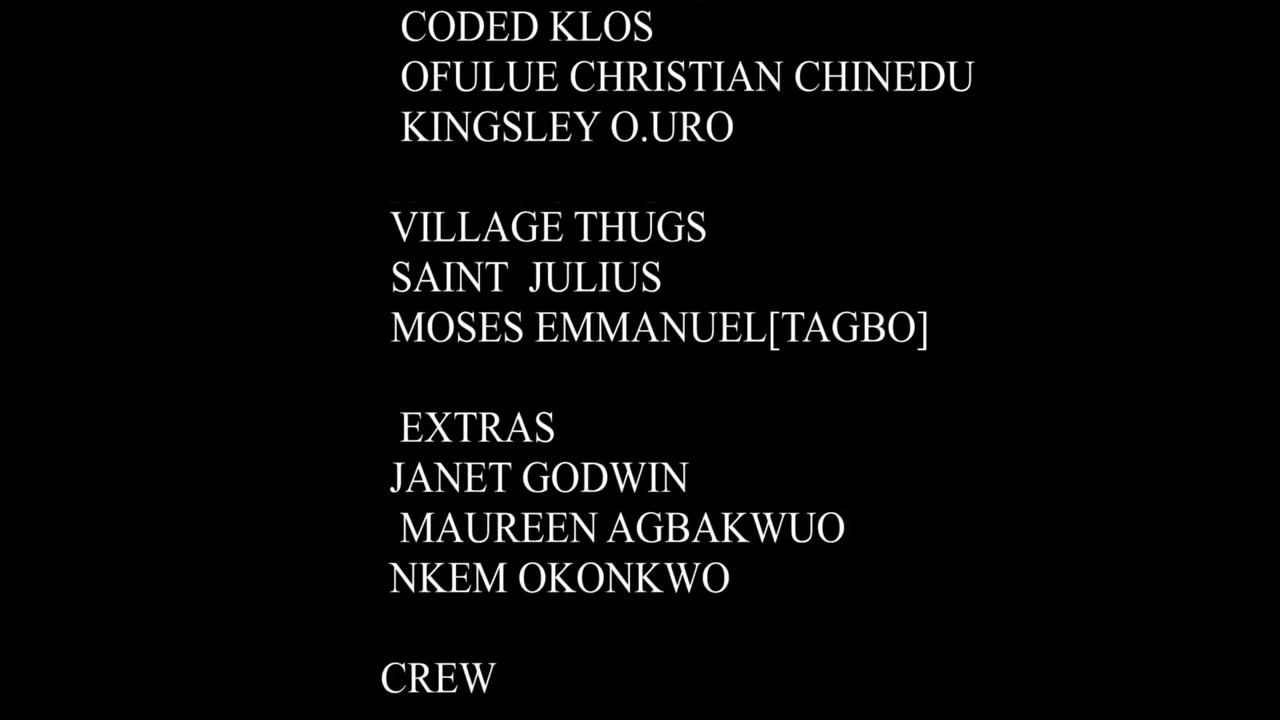 CODED KLOS
OFULUE CHRISTIAN CHINEDU
KINGSLEY O.URO
VILLAGE THUGS
SAINT JULIUS
MOSES EMMANUEL[TAGBO]
EXTRAS
JANET GODWIN
MAUREEN AGBAKWUO
NKEM OKONKWO
CREW